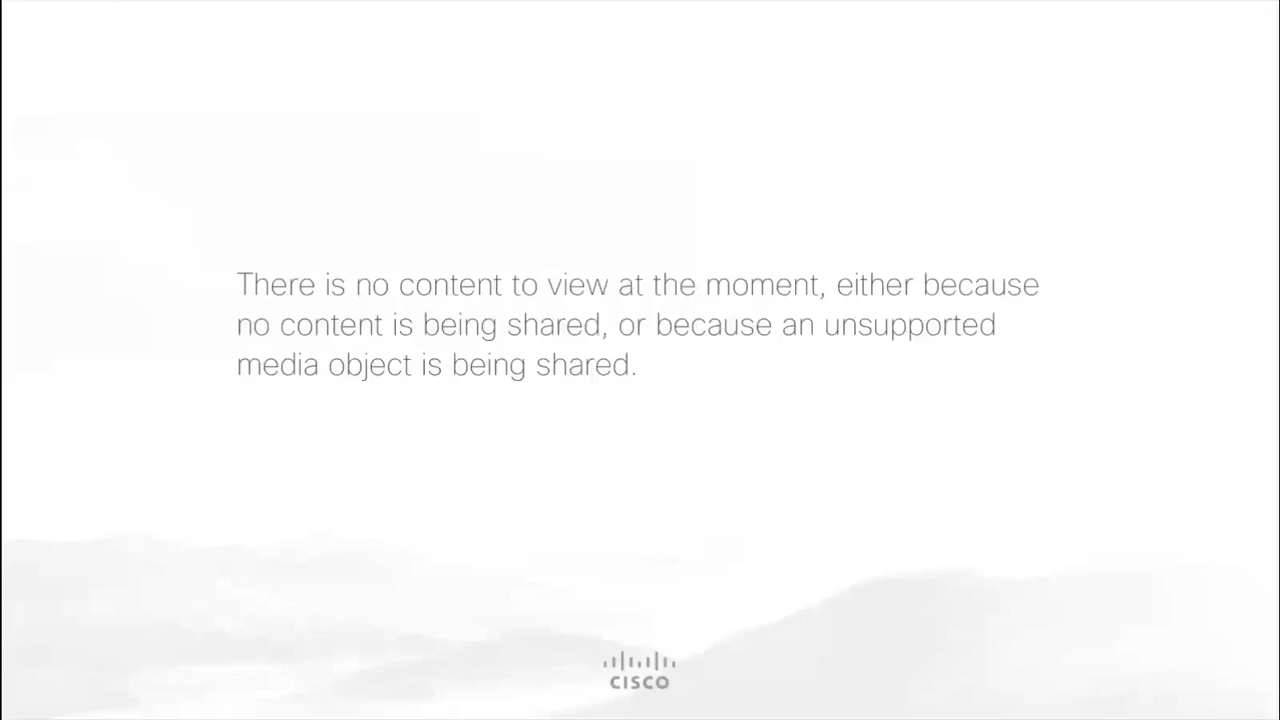 There is no content to view at the moment, either because
no content is being shared, or because an unsupported
media object is being shared.
CISCO